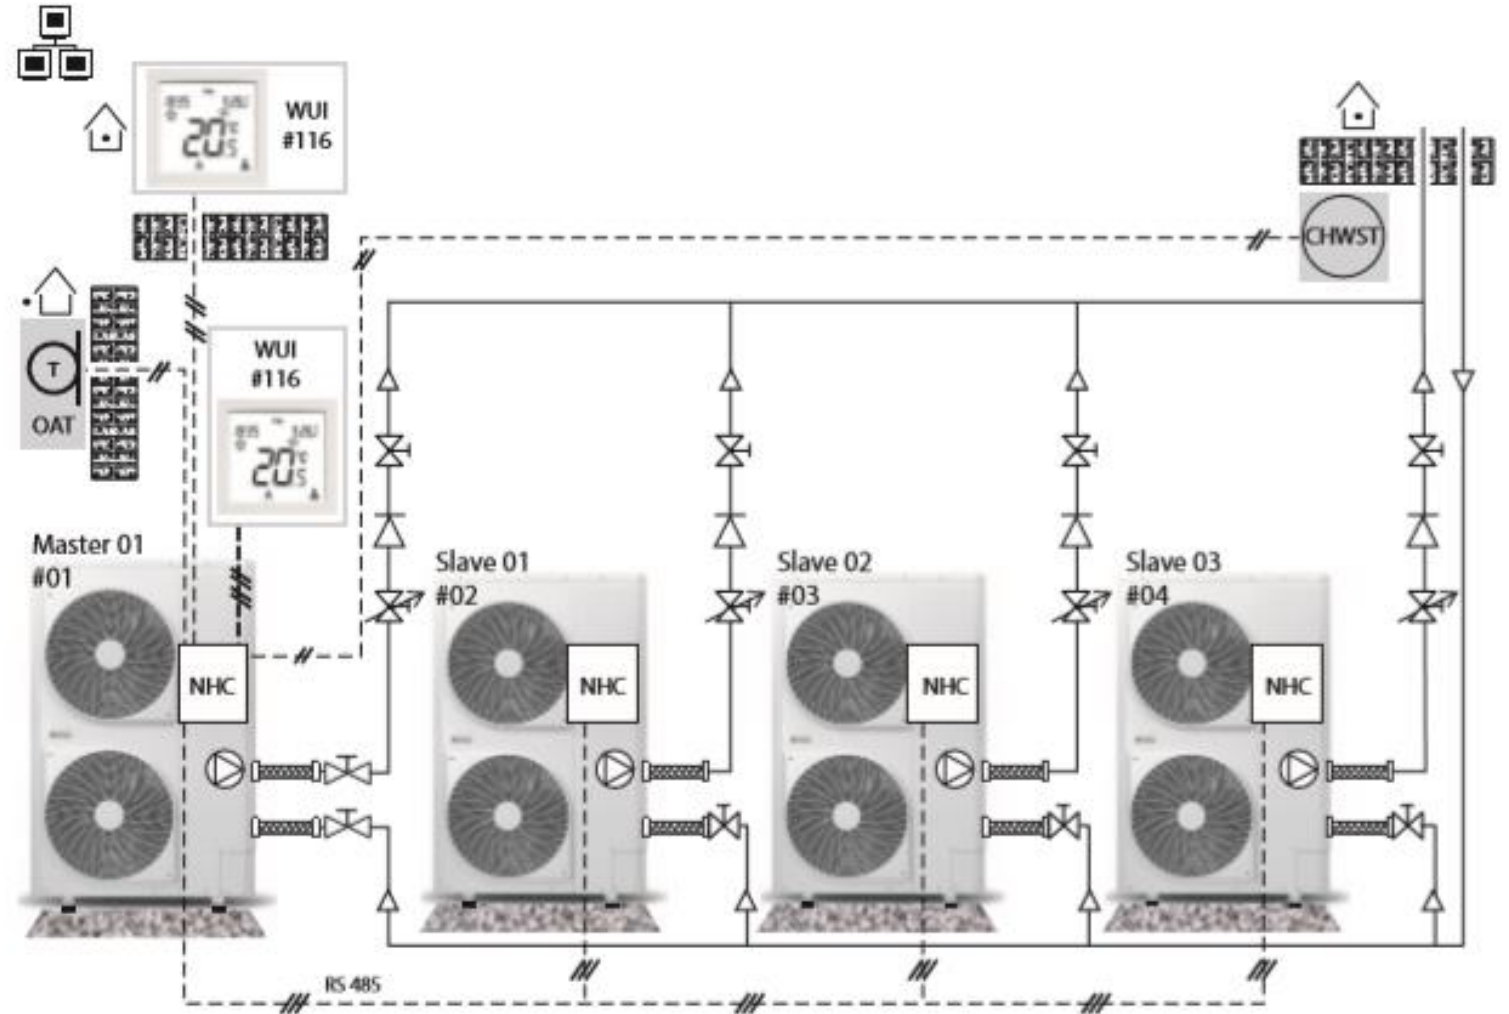 WUI
#116
CHWST
T
OAT
WUI
#116
Master 01
#01
Slave 01
#02
Slave 02
#03
Slave 03
#04
NHC
NHC
NHC
NHC
RS 485